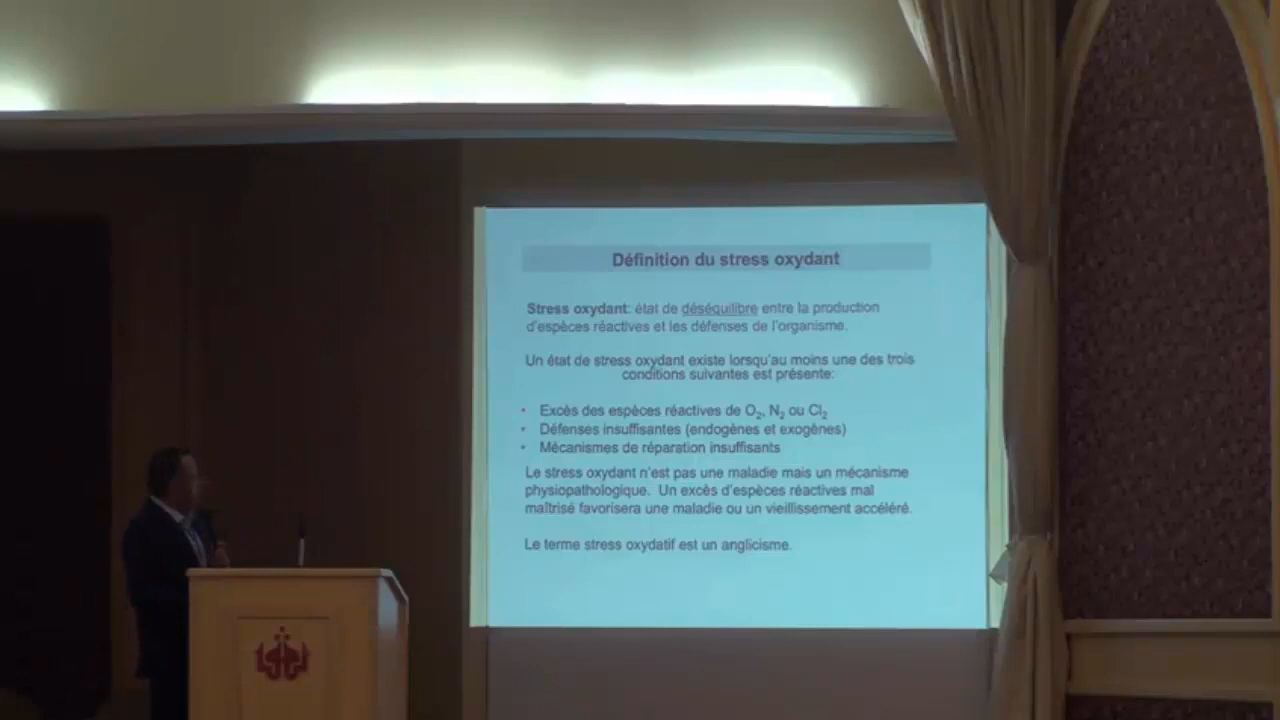 Définition du stress oxydant
Stress oxydant: état de déséquilibre entre la production
d'espèces réactives et les défenses de l'organisme.
Un état de stress oxydant existe lorsqu'au moins une des trois
conditions suivantes est présente:
• Excès des espèces réactives de O₂, N₂ ou Cl₂
• Défenses insuffisantes (endogènes et exogènes)
• Mécanismes de réparation insuffisants
Le stress oxydant n'est pas une maladie mais un mécanisme
physiopathologique. Un excès d'espèces réactives mal
maîtrisé favorisera une maladie ou un vieillissement accéléré.
Le terme stress oxydatif est un anglicisme.